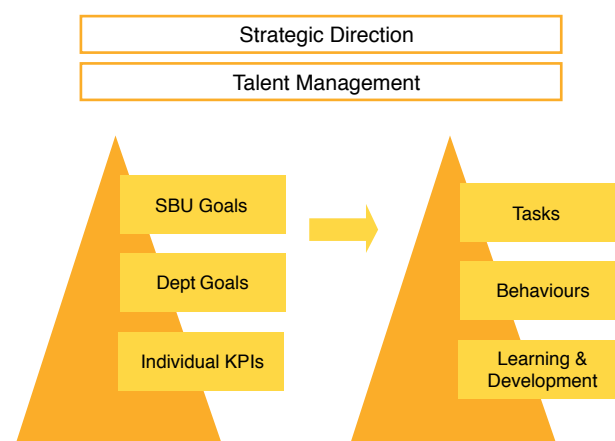 Strategic Direction
Talent Management
SBU Goals
Dept Goals
Individual KPIs
Tasks
Behaviours
Learning &
Development